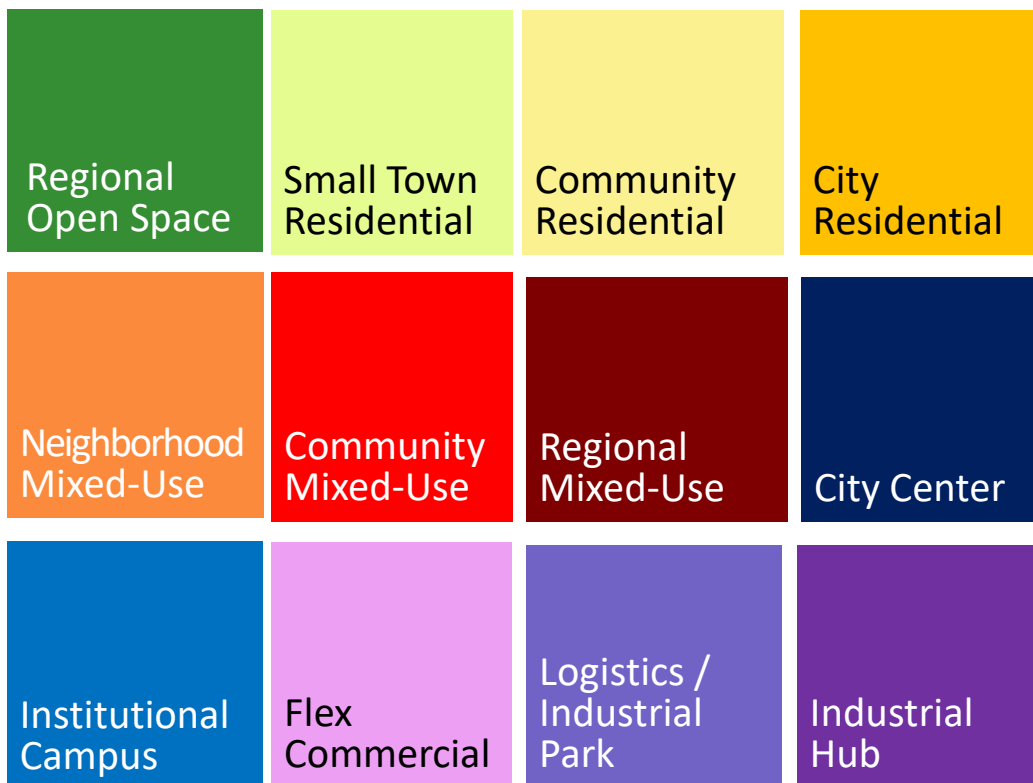 Regional
Open Space
Small Town
Residential
Community
Residential
City
Residential
Neighborhood
Mixed-Use
Community
Mixed-Use
Regional
Mixed-Use
City Center
Institutional
Campus
Flex
Commercial
Logistics /
Industrial
Park
Industrial
Hub